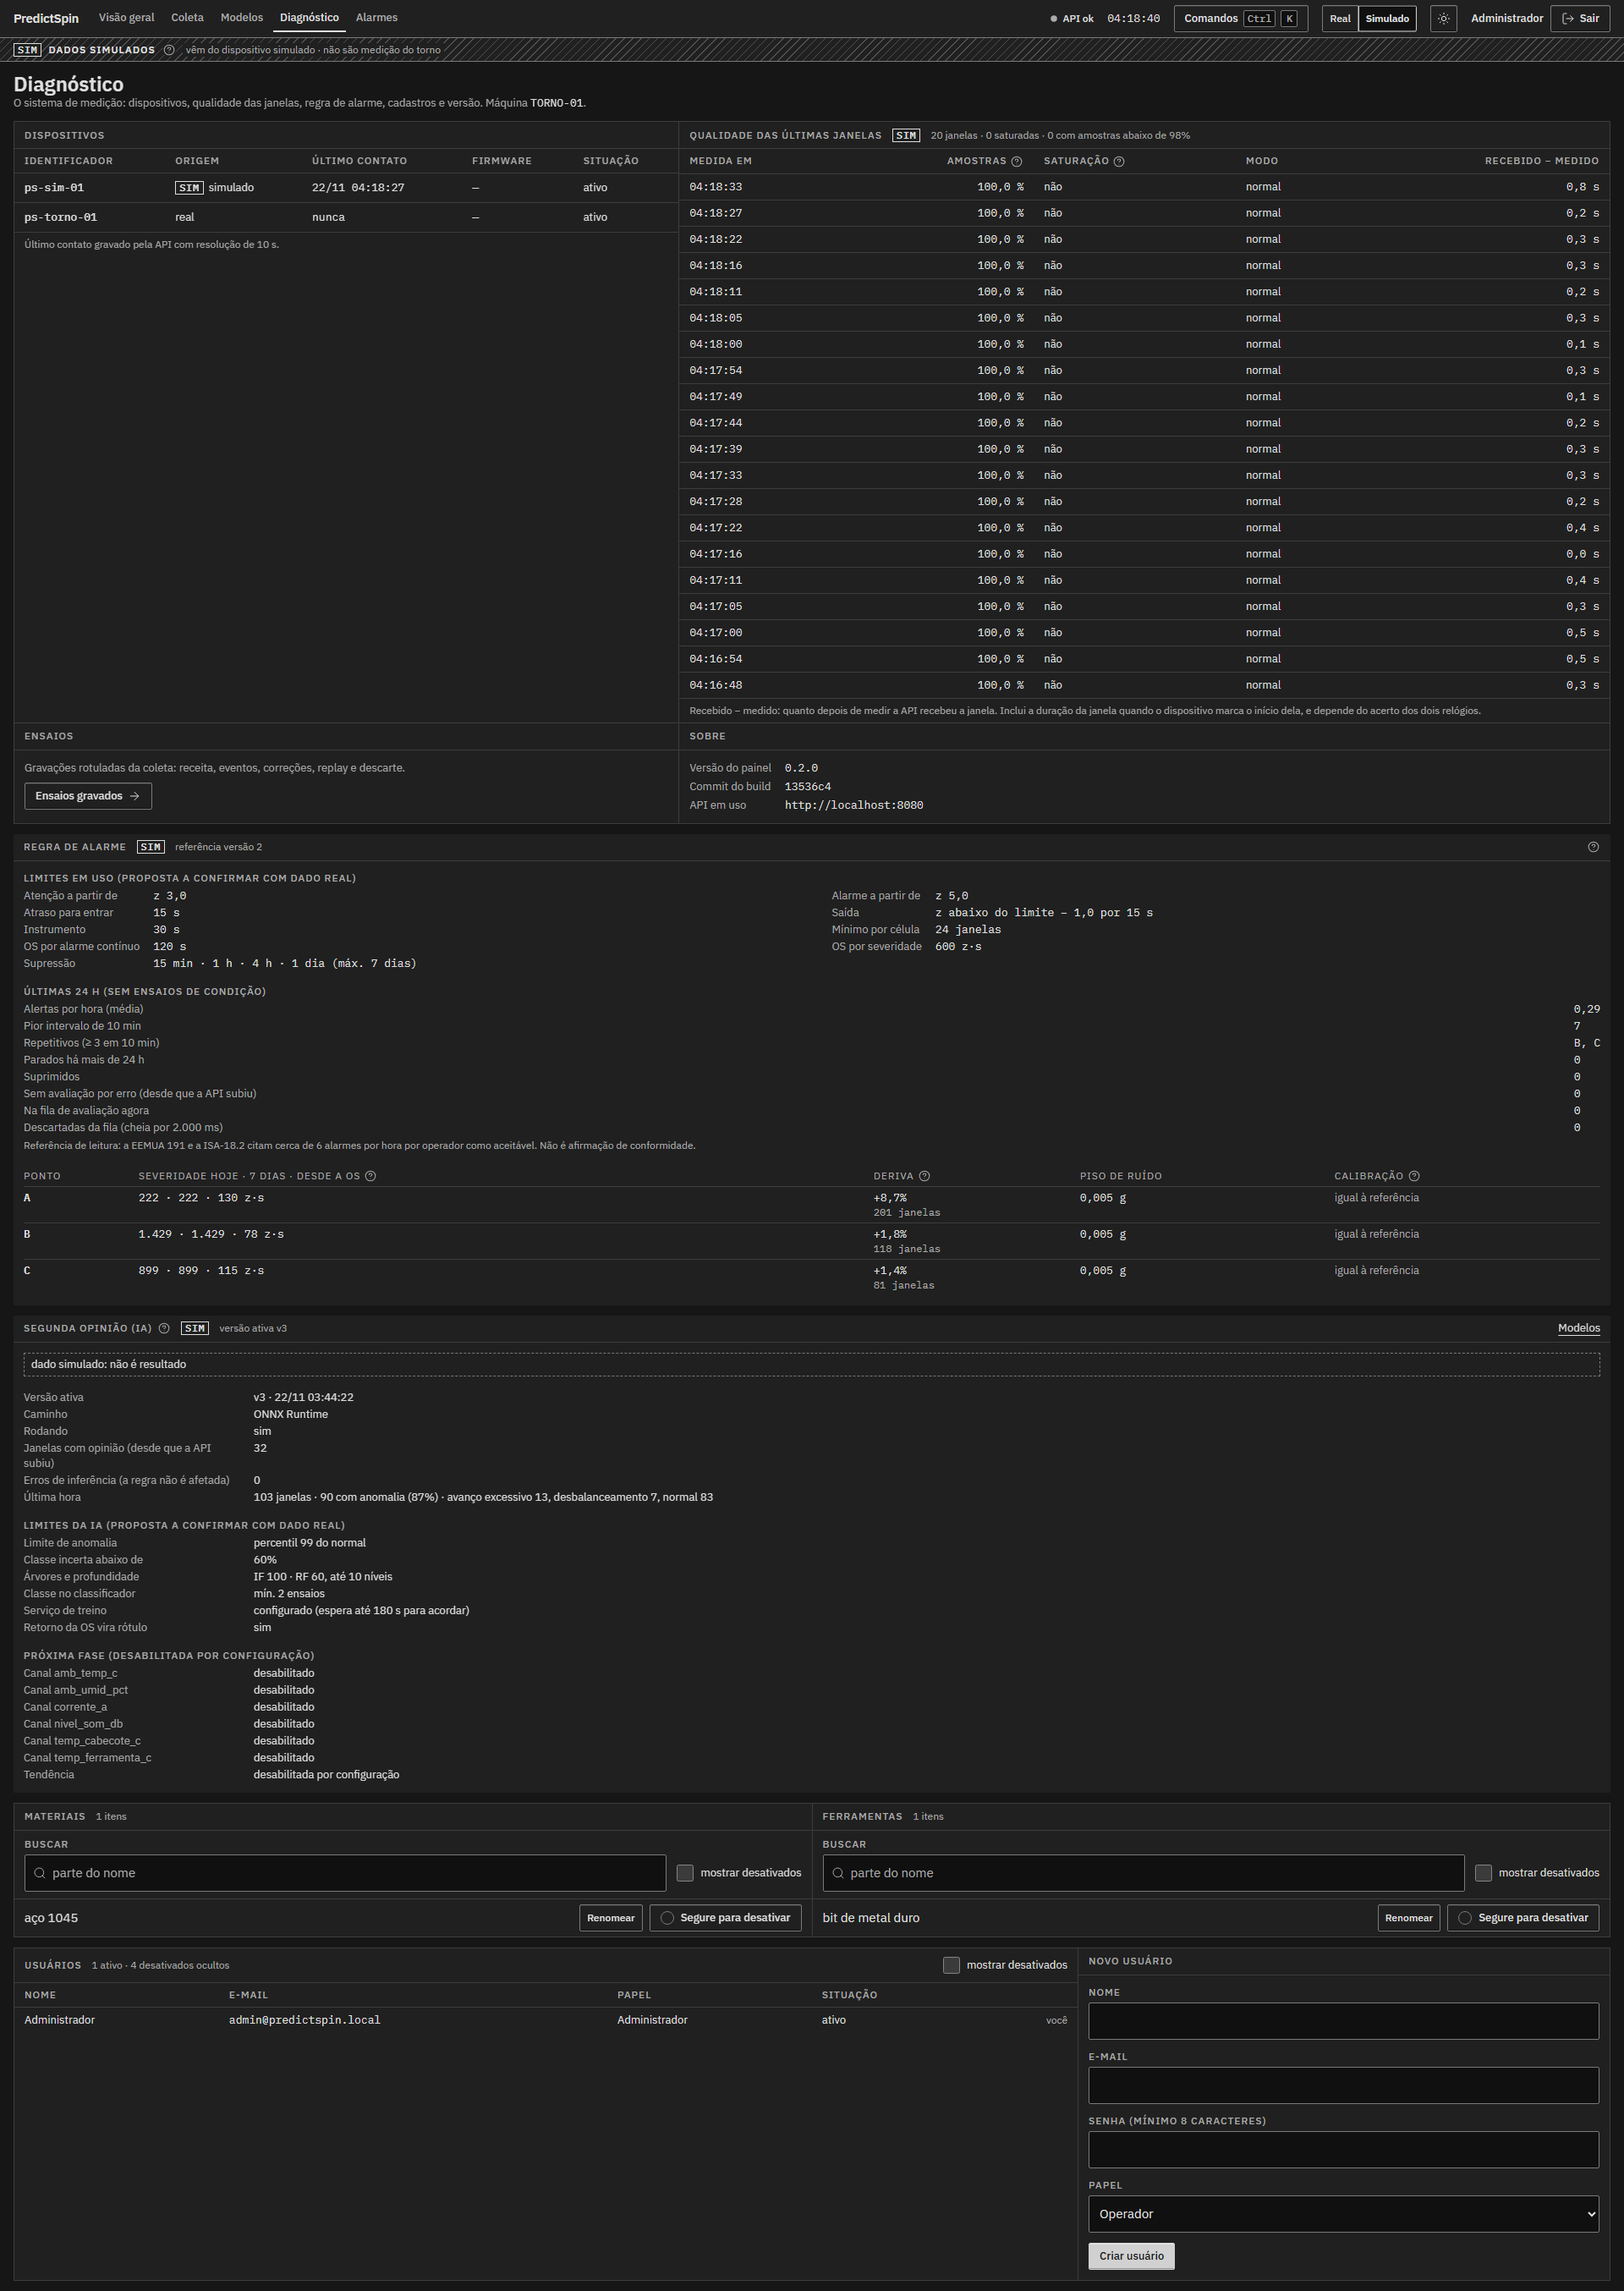 PredictSpin Visão geral Coleta Modelos Diagnóstico Alarmes API ok 04:18:40 Comandos Ctrl K Real Simulado Administrador Sair
SIM DADOS SIMULADOS vêm do dispositivo simulado · não são medição do torno
Diagnóstico
O sistema de medição: dispositivos, qualidade das janelas, regra de alarme, cadastros e versão. Máquina TORNO-01.
DISPOSITIVOS
IDENTIFICADOR ORIGEM ÚLTIMO CONTATO FIRMWARE SITUAÇÃO
ps-sim-01 SIM simulado 22/11 04:18:27 — ativo
ps-torno-01 real nunca — ativo
Último contato gravado pela API com resolução de 10 s.
QUALIDADE DAS ÚLTIMAS JANELAS SIM 20 janelas · 0 saturadas · 0 com amostras abaixo de 98%
MEDIDA EM AMOSTRAS SATURAÇÃO MODO RECEBIDO − MEDIDO
04:18:33 100,0 % não normal 0,8 s
04:18:27 100,0 % não normal 0,2 s
04:18:22 100,0 % não normal 0,3 s
04:18:16 100,0 % não normal 0,3 s
04:18:11 100,0 % não normal 0,2 s
04:18:05 100,0 % não normal 0,3 s
04:18:00 100,0 % não normal 0,1 s
04:17:54 100,0 % não normal 0,3 s
04:17:49 100,0 % não normal 0,1 s
04:17:44 100,0 % não normal 0,2 s
04:17:39 100,0 % não normal 0,3 s
04:17:33 100,0 % não normal 0,3 s
04:17:28 100,0 % não normal 0,2 s
04:17:22 100,0 % não normal 0,4 s
04:17:16 100,0 % não normal 0,0 s
04:17:11 100,0 % não normal 0,4 s
04:17:05 100,0 % não normal 0,3 s
04:17:00 100,0 % não normal 0,5 s
04:16:54 100,0 % não normal 0,5 s
04:16:48 100,0 % não normal 0,3 s
Recebido − medido: quanto depois de medir a API recebeu a janela. Inclui a duração da janela quando o dispositivo marca o início dela, e depende do acerto dos dois relógios.
ENSAIOS
Gravações rotuladas da coleta: receita, eventos, correções, replay e descarte.
Ensaios gravados →
SOBRE
Versão do painel 0.2.0
Commit do build 13536c4
API em uso http://localhost:8080
REGRA DE ALARME SIM referência versão 2
LIMITES EM USO (PROPOSTA A CONFIRMAR COM DADO REAL)
Atenção a partir de z 3,0 Alarme a partir de z 5,0
Atraso para entrar 15 s Saída z abaixo do limite − 1,0 por 15 s
Instrumento 30 s Mínimo por célula 24 janelas
OS por alarme contínuo 120 s OS por severidade 600 z·s
Supressão 15 min · 1 h · 4 h · 1 dia (máx. 7 dias)
ÚLTIMAS 24 H (SEM ENSAIOS DE CONDIÇÃO)
Alertas por hora (média) 0,29
Pior intervalo de 10 min 7
Repetitivos (≥ 3 em 10 min) B, C
Parados há mais de 24 h 0
Suprimidos 0
Sem avaliação por erro (desde que a API subiu) 0
Na fila de avaliação agora 0
Descartadas da fila (cheia por 2.000 ms) 0
Referência de leitura: a EEMUA 191 e a ISA-18.2 citam cerca de 6 alarmes por hora por operador como aceitável. Não é afirmação de conformidade.
PONTO SEVERIDADE HOJE · 7 DIAS · DESDE A OS DERIVA PISO DE RUÍDO CALIBRAÇÃO
A 222 · 222 · 130 z·s +8,7% 0,005 g igual à referência
201 janelas
B 1.429 · 1.429 · 78 z·s +1,8% 0,005 g igual à referência
118 janelas
C 899 · 899 · 115 z·s +1,4% 0,005 g igual à referência
81 janelas
SEGUNDA OPINIÃO (IA) SIM versão ativa v3 Modelos
dado simulado: não é resultado
Versão ativa v3 · 22/11 03:44:22
Caminho ONNX Runtime
Rodando sim
Janelas com opinião (desde que a API 32
subiu)
Erros de inferência (a regra não é afetada) 0
Última hora 103 janelas · 90 com anomalia (87%) · avanço excessivo 13, desbalanceamento 7, normal 83
LIMITES DA IA (PROPOSTA A CONFIRMAR COM DADO REAL)
Limite de anomalia percentil 99 do normal
Classe incerta abaixo de 60%
Árvores e profundidade IF 100 · RF 60, até 10 níveis
Classe no classificador mín. 2 ensaios
Serviço de treino configurado (espera até 180 s para acordar)
Retorno da OS vira rótulo sim
PRÓXIMA FASE (DESABILITADA POR CONFIGURAÇÃO)
Canal amb_temp_c desabilitado
Canal amb_umid_pct desabilitado
Canal corrente_a desabilitado
Canal nivel_som_db desabilitado
Canal temp_cabecote_c desabilitado
Canal temp_ferramenta_c desabilitado
Tendência desabilitada por configuração
MATERIAIS 1 itens
BUSCAR
parte do nome mostrar desativados
aço 1045 Renomear Segure para desativar
FERRAMENTAS 1 itens
BUSCAR
parte do nome mostrar desativados
bit de metal duro Renomear Segure para desativar
USUÁRIOS 1 ativo · 4 desativados ocultos mostrar desativados
NOME E-MAIL PAPEL SITUAÇÃO
Administrador admin@predictspin.local Administrador ativo você
NOVO USUÁRIO
NOME
E-MAIL
SENHA (MÍNIMO 8 CARACTERES)
PAPEL
Operador
Criar usuário